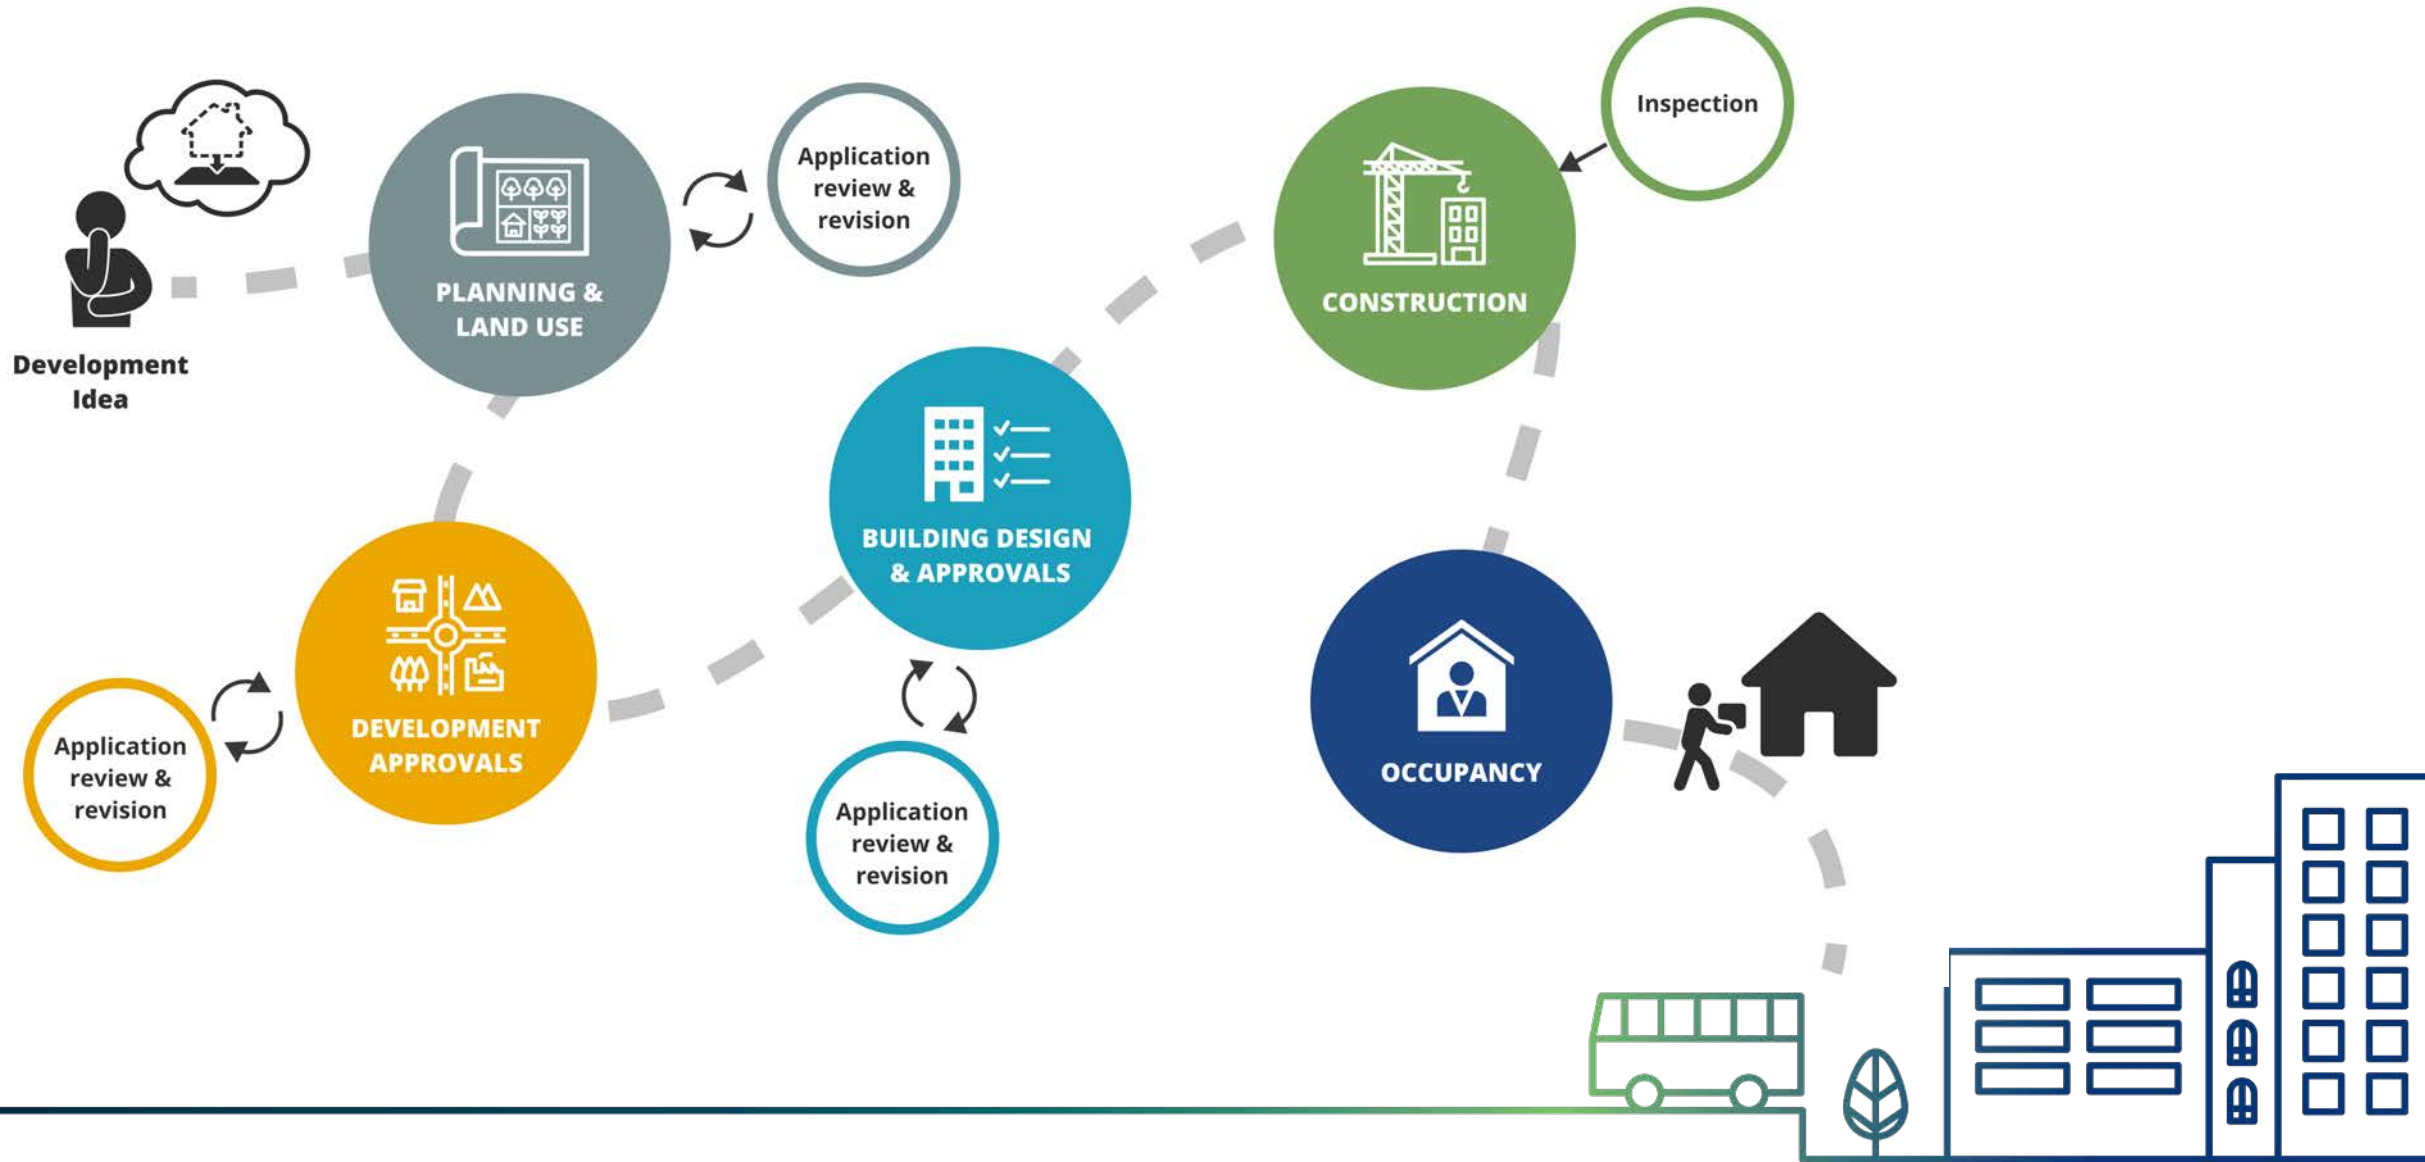 Development
Idea
PLANNING &
LAND USE
Application
review &
revision
DEVELOPMENT
APPROVALS
Application
review &
revision
BUILDING DESIGN
& APPROVALS
Application
review &
revision
CONSTRUCTION
Inspection
OCCUPANCY